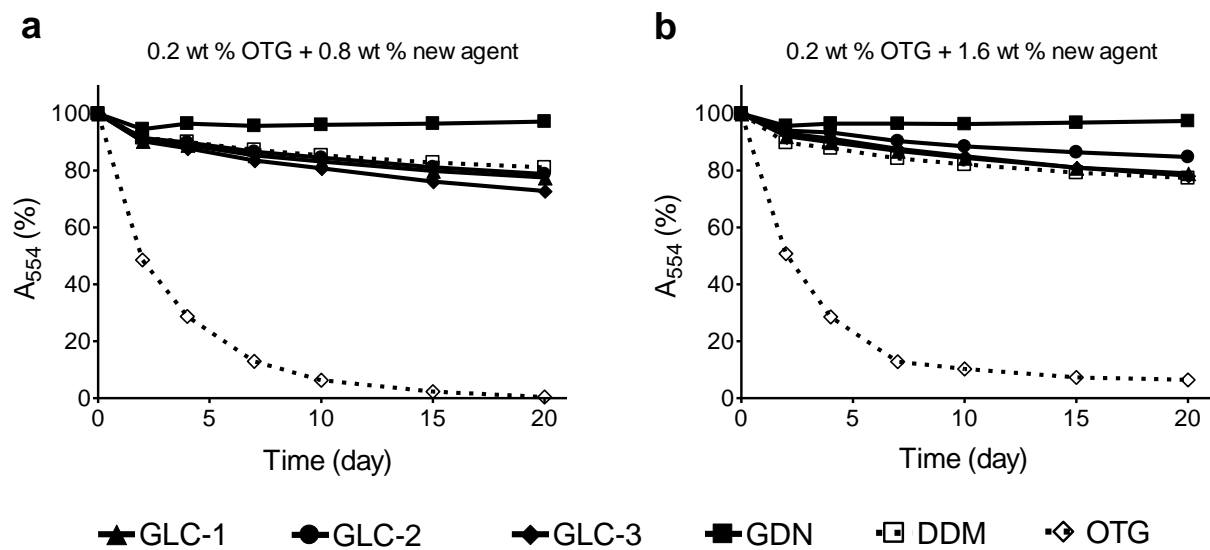 a
0.2 wt % OTG + 0.8 wt % new agent
100
80
60
40
20
0
A554 (%)
0 5 10 15 20
Time (day)
b
0.2 wt % OTG + 1.6 wt % new agent
100
80
60
40
20
0
A554 (%)
0 5 10 15 20
Time (day)
GLC-1 GLC-2 GLC-3 GDN DDM OTG